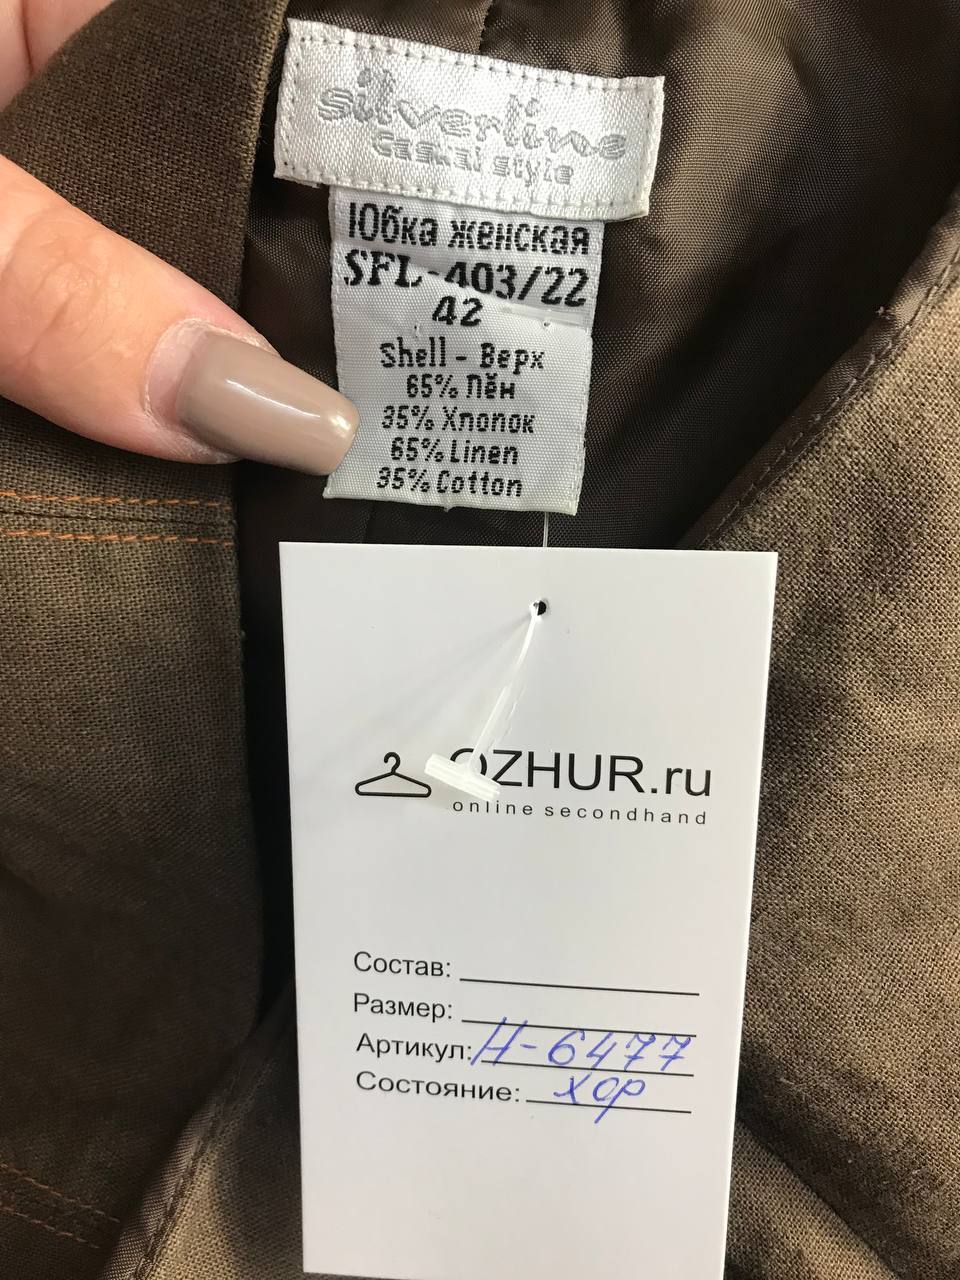 silverline
Casual style
Юбка женская
SFL-403/22
42
Shell - Верх
65% Лён
35% Хлопок
65% Linen
35% Cotton
OZHUR.ru
online secondhand
Состав:
Размер:
Артикул: Н-6477
Состояние: хор